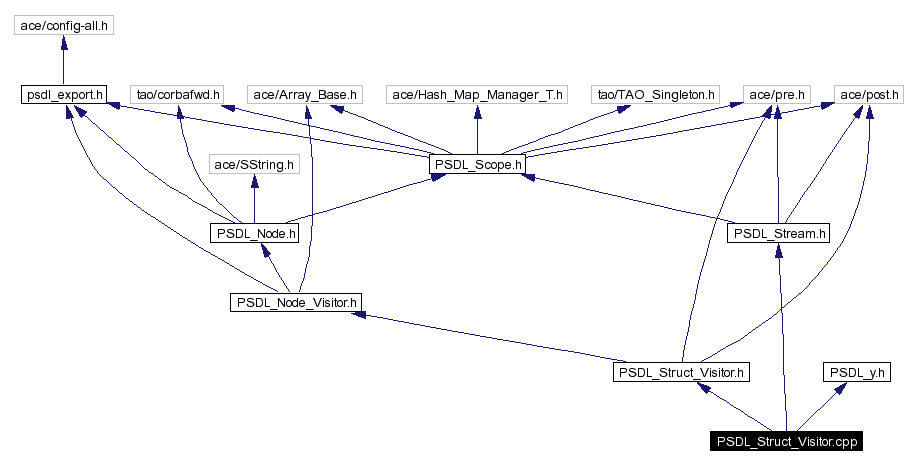 ace/config-all.h
psdl_export.h
tao/corbafwd.h
ace/Array_Base.h
ace/Hash_Map_Manager_T.h
tao/TAO_Singleton.h
ace/pre.h
ace/post.h
ace/SString.h
PSDL_Scope.h
PSDL_Node.h
PSDL_Stream.h
PSDL_Node_Visitor.h
PSDL_Struct_Visitor.h
PSDL_y.h
PSDL_Struct_Visitor.cpp